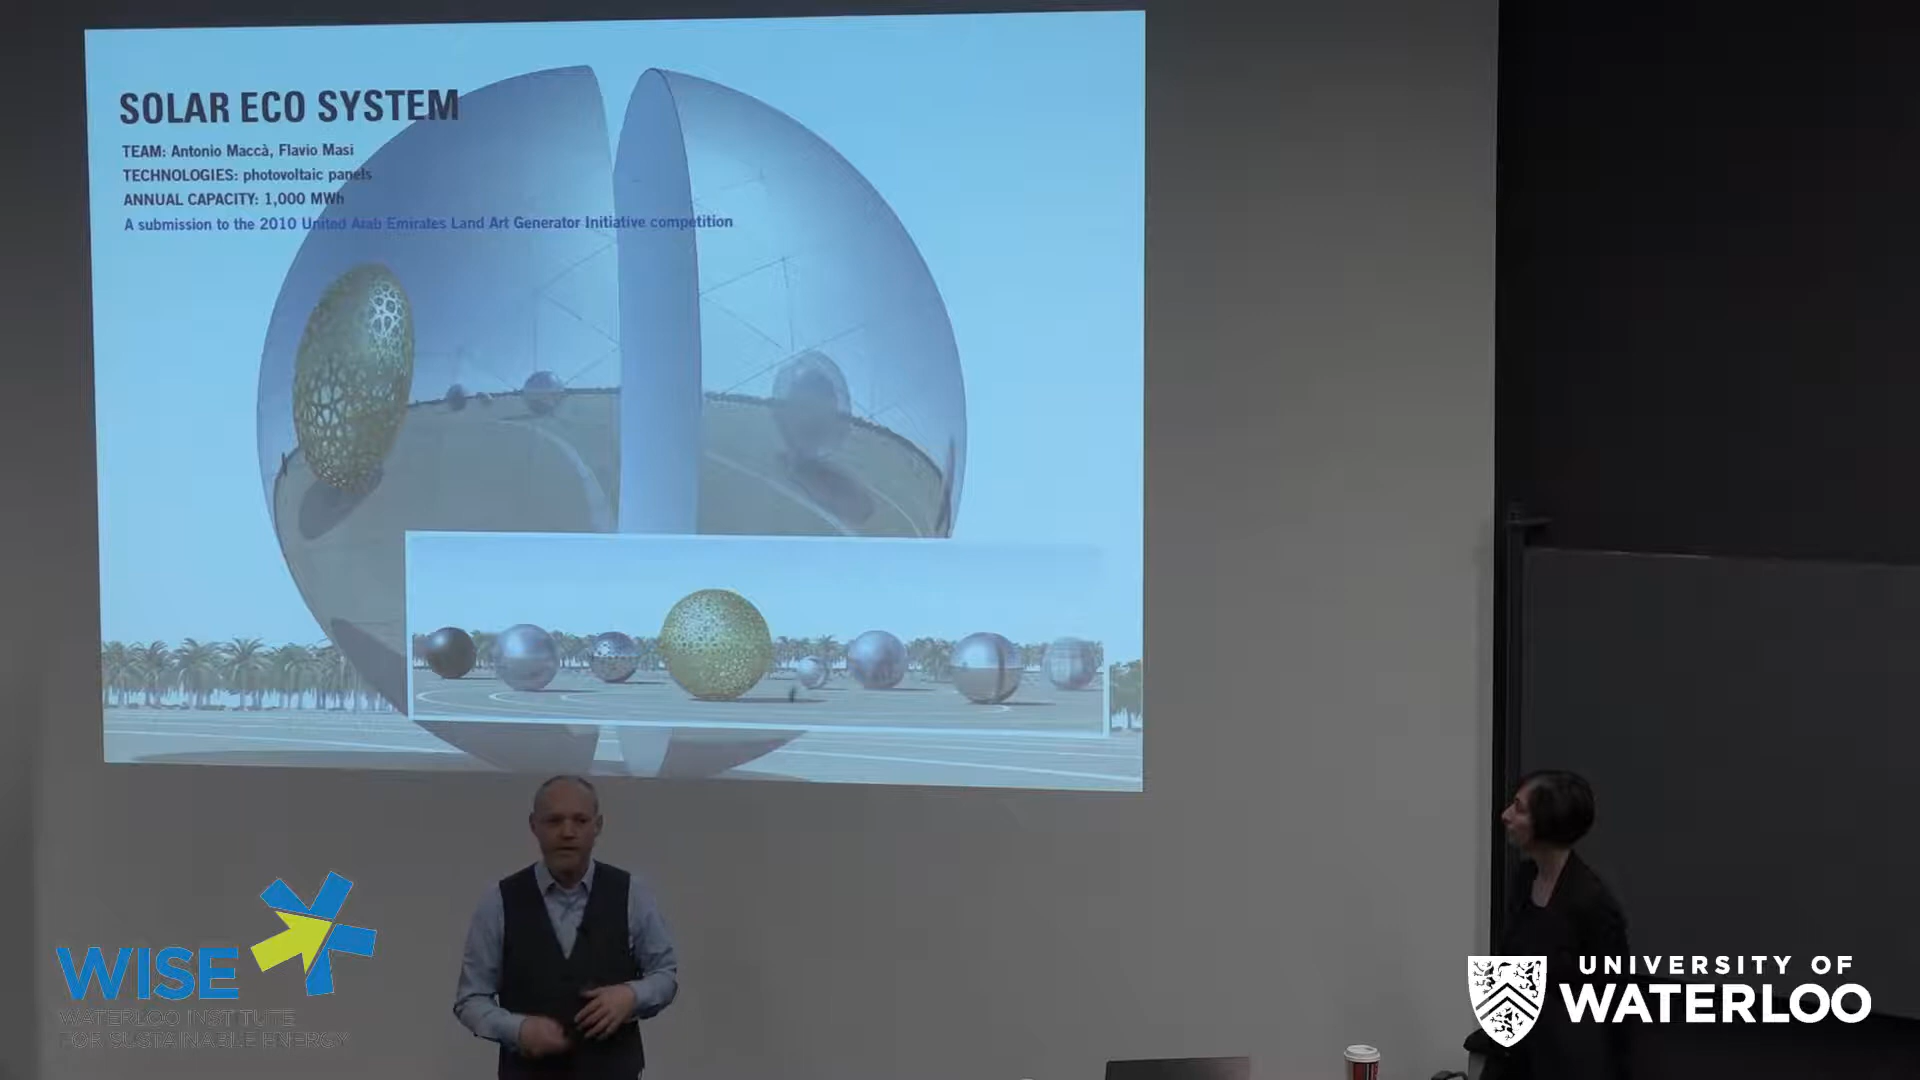 SOLAR ECO SYSTEM
TEAM: Antonio Maccà, Flavio Masi
TECHNOLOGIES: photovoltaic panels
ANNUAL CAPACITY: 1,000 MWh
A submission to the 2010 United Arab Emirates Land Art Generator Initiative competition
WISE
WATERLOO INSTITUTE
FOR SUSTAINABLE ENERGY
UNIVERSITY OF
WATERLOO